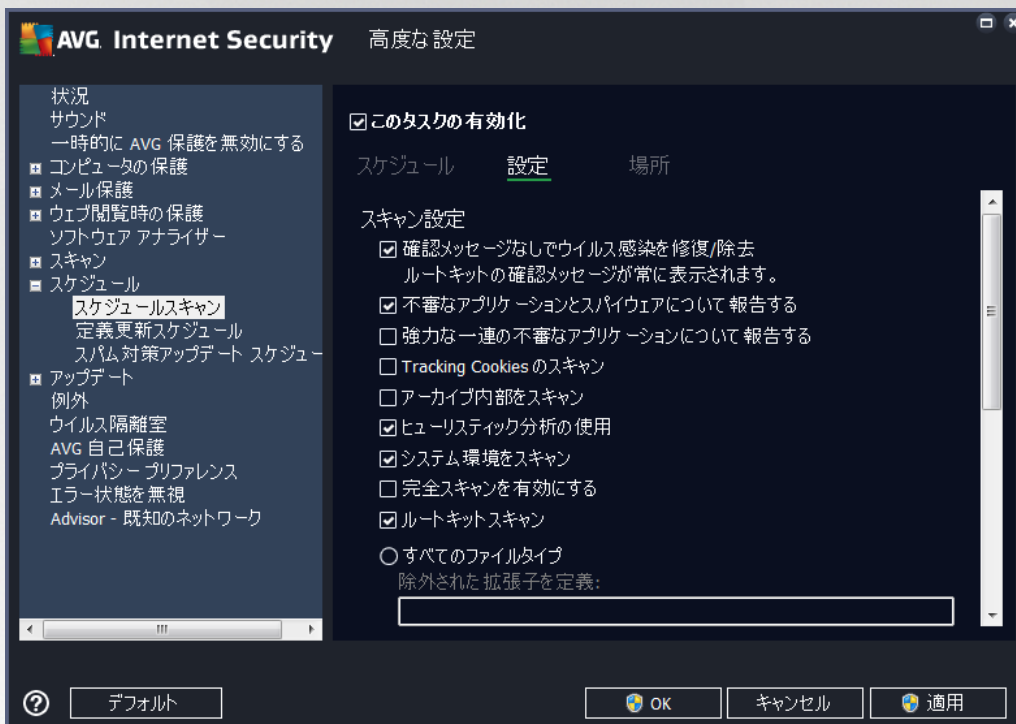 AVG. Internet Security 高度な設定
状況
サウンド
一時的に AVG 保護を無効にする
コンピュータの保護
メール保護
ウェブ閲覧時の保護
ソフトウェア アナライザー
スキャン
スケジュール
スケジュールスキャン
定義更新スケジュール
スパム対策アップデート スケジュー
アップデート
例外
ウイルス隔離室
AVG 自己保護
プライバシー プリファレンス
エラー状態を無視
Advisor - 既知のネットワーク
このタスクの有効化
スケジュール 設定 場所
スキャン設定
確認メッセージなしでウイルス感染を修復/除去
ルートキットの確認メッセージが常に表示されます。
不審なアプリケーションとスパイウェアについて報告する
強力な一連の不審なアプリケーションについて報告する
Tracking Cookies のスキャン
アーカイブ内部をスキャン
ヒューリスティック分析の使用
システム環境をスキャン
完全スキャンを有効にする
ルートキットスキャン
すべてのファイルタイプ
除外された拡張子を定義:
デフォルト OK キャンセル 適用